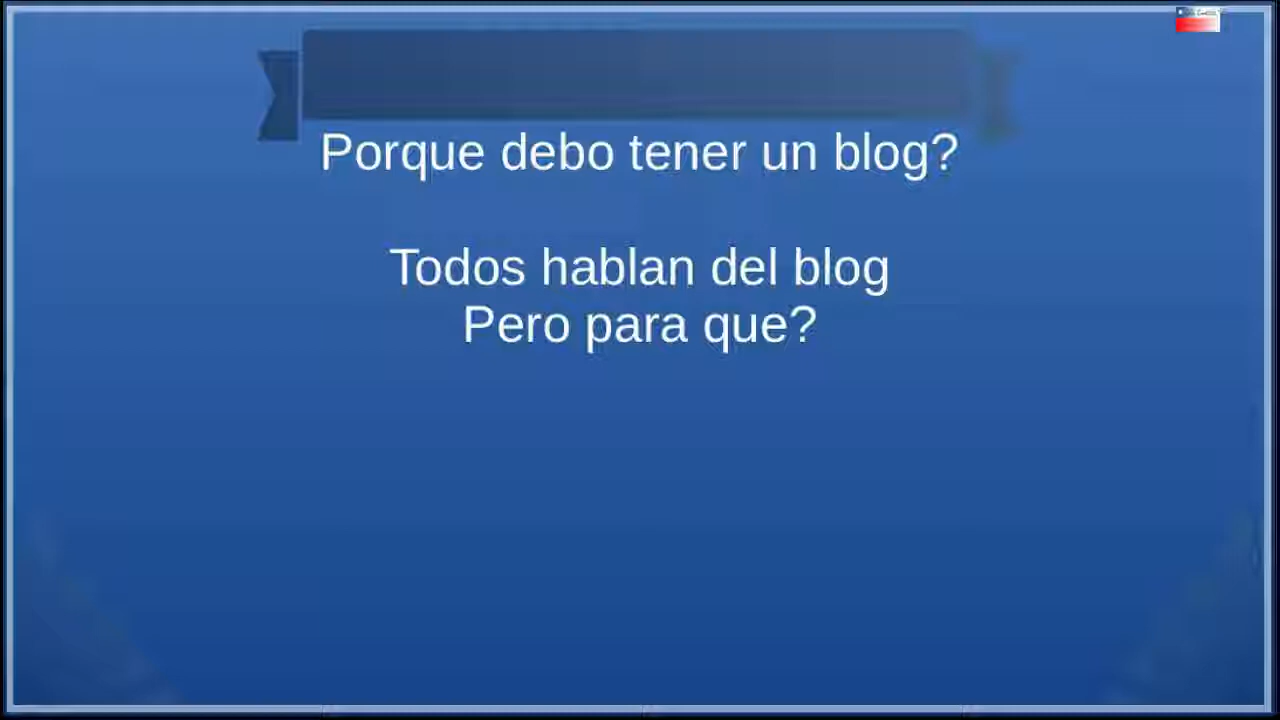 Porque debo tener un blog?
Todos hablan del blog
Pero para que?